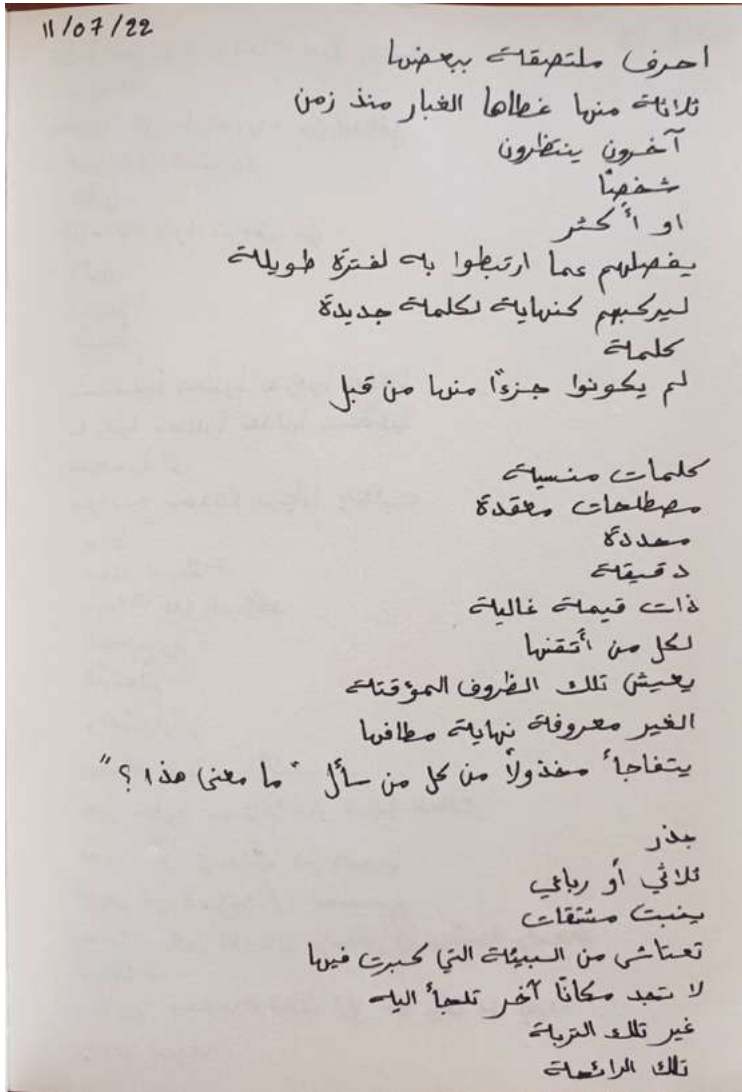 11/07/22
احرف ملتصقة ببعضها
ثلاثة منها غطاها الغبار منذ زمن
آخرون ينتظرون
شخصًا
او أكثر
يفصلهم عما ارتبطوا به لفترة طويلة
ليركبهم كنهاية لكلمة جديدة
كلمة
لم يكونوا جزءًا منها من قبل
كلمات منسية
مصطلحات معقدة
محددة
دقيقة
ذات قيمة غالية
لكل من أتقنها
يعيش تلك الظروف المؤقتة
الغير معروفة نهاية مطافها
يتفاجأ مخذولاً من كل من سأل "ما معنى هذا؟"
جذر
ثلاثي أو رباعي
ينبت مشتقات
تعتاش من البيئة التي كبرت فيها
لا تجد مكانًا آخر تلجأ اليه
غير تلك التربة
تلك الرائحة